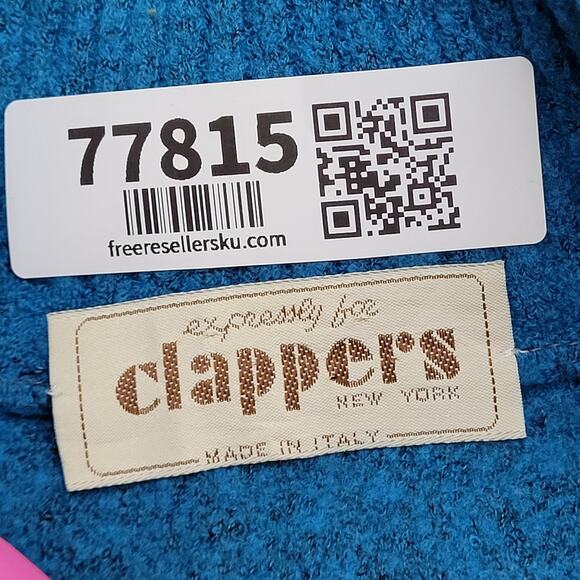 77815
freeresellersku.com
expressly for
clappers
NEW YORK
MADE IN ITALY